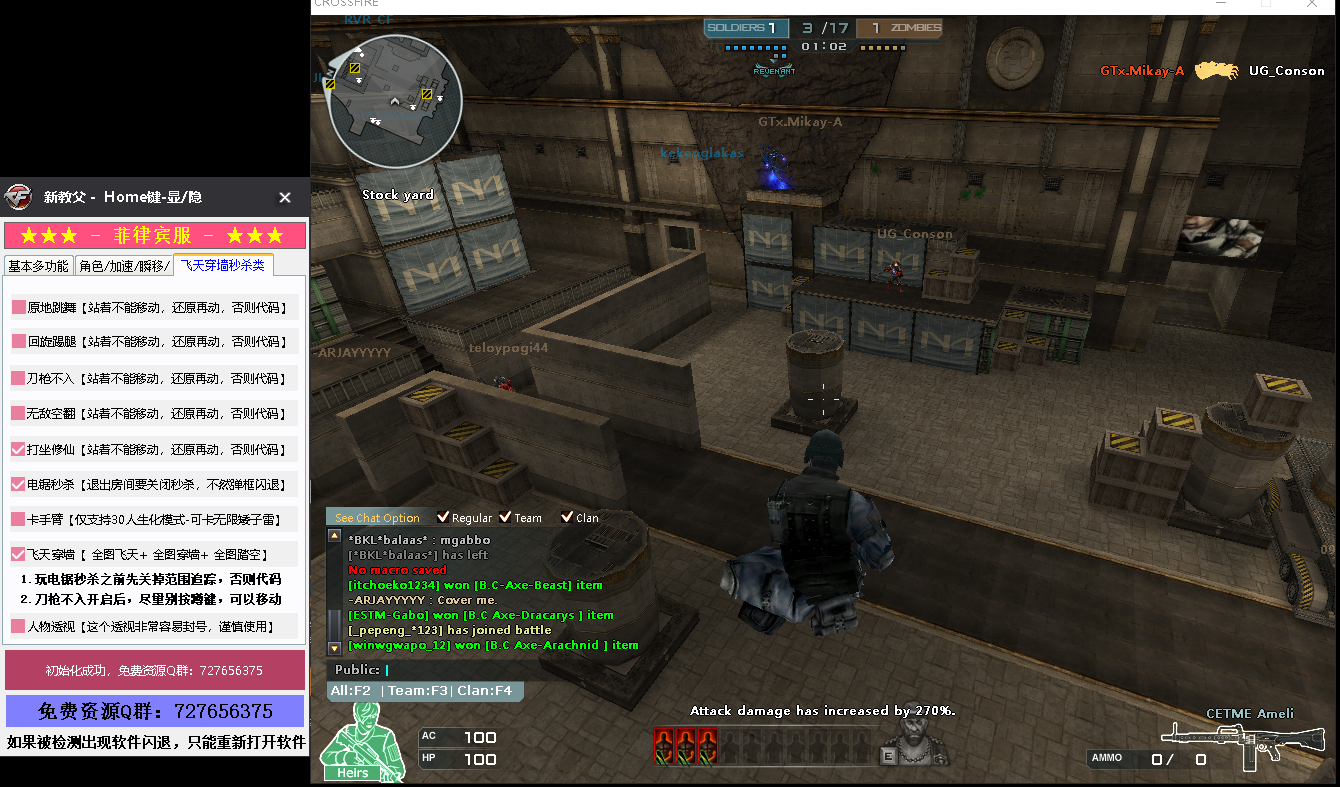 CROSSFIRE
新教父 - Home键-显/隐
★★★ - 菲律宾服 - ★★★
基本多功能
角色/加速/瞬移/
飞天穿墙秒杀类
原地跳舞【站着不能移动，还原再动，否则代码】
回旋踢腿【站着不能移动，还原再动，否则代码】
刀枪不入【站着不能移动，还原再动，否则代码】
无敌空翻【站着不能移动，还原再动，否则代码】
打坐修仙【站着不能移动，还原再动，否则代码】
电锯秒杀【退出房间要关闭秒杀，不然弹框闪退】
卡手臂【仅支持30人生化模式-可卡无限矮子雷】
飞天穿墙【 全图飞天+ 全图穿墙+ 全图踏空】
1.玩电锯秒杀之前先关掉范围追踪，否则代码
2.刀枪不入开启后，尽量别按蹲键，可以移动
人物透视【这个透视非常容易封号，谨慎使用】
初始化成功，免费资源Q群：727656375
免费资源Q群：727656375
如果被检测出现软件闪退，只能重新打开软件
RVR CF
SOLDIERS 1
3 /17
1 ZOMBIES
01:02
REVENANT
GTx.Mikay-A
UG_Conson
GTx.Mikay-A
kekonglakas
Stock yard
N4
N4
UG_Conson
N4
N4
N4
N4
N4
N4
N4
-ARJAYYYYY
teloypogi44
See Chat Option
Regular
Team
Clan
*BKL*balaas* : mgabbo
[*BKL*balaas*] has left
No macro saved
[itchoeko1234] won [B.C-Axe-Beast] item
-ARJAYYYYY : Cover me.
[ESTM-Gabo] won [B.C Axe-Dracarys ] item
[_pepeng_*123] has joined battle
[winwgwapo_12] won [B.C Axe-Arachnid ] item
Public:
All:F2 |Team:F3| Clan:F4
Attack damage has increased by 270%.
CETME Ameli
AC 100
HP 100
Heirs
E
AMMO 0/ 0